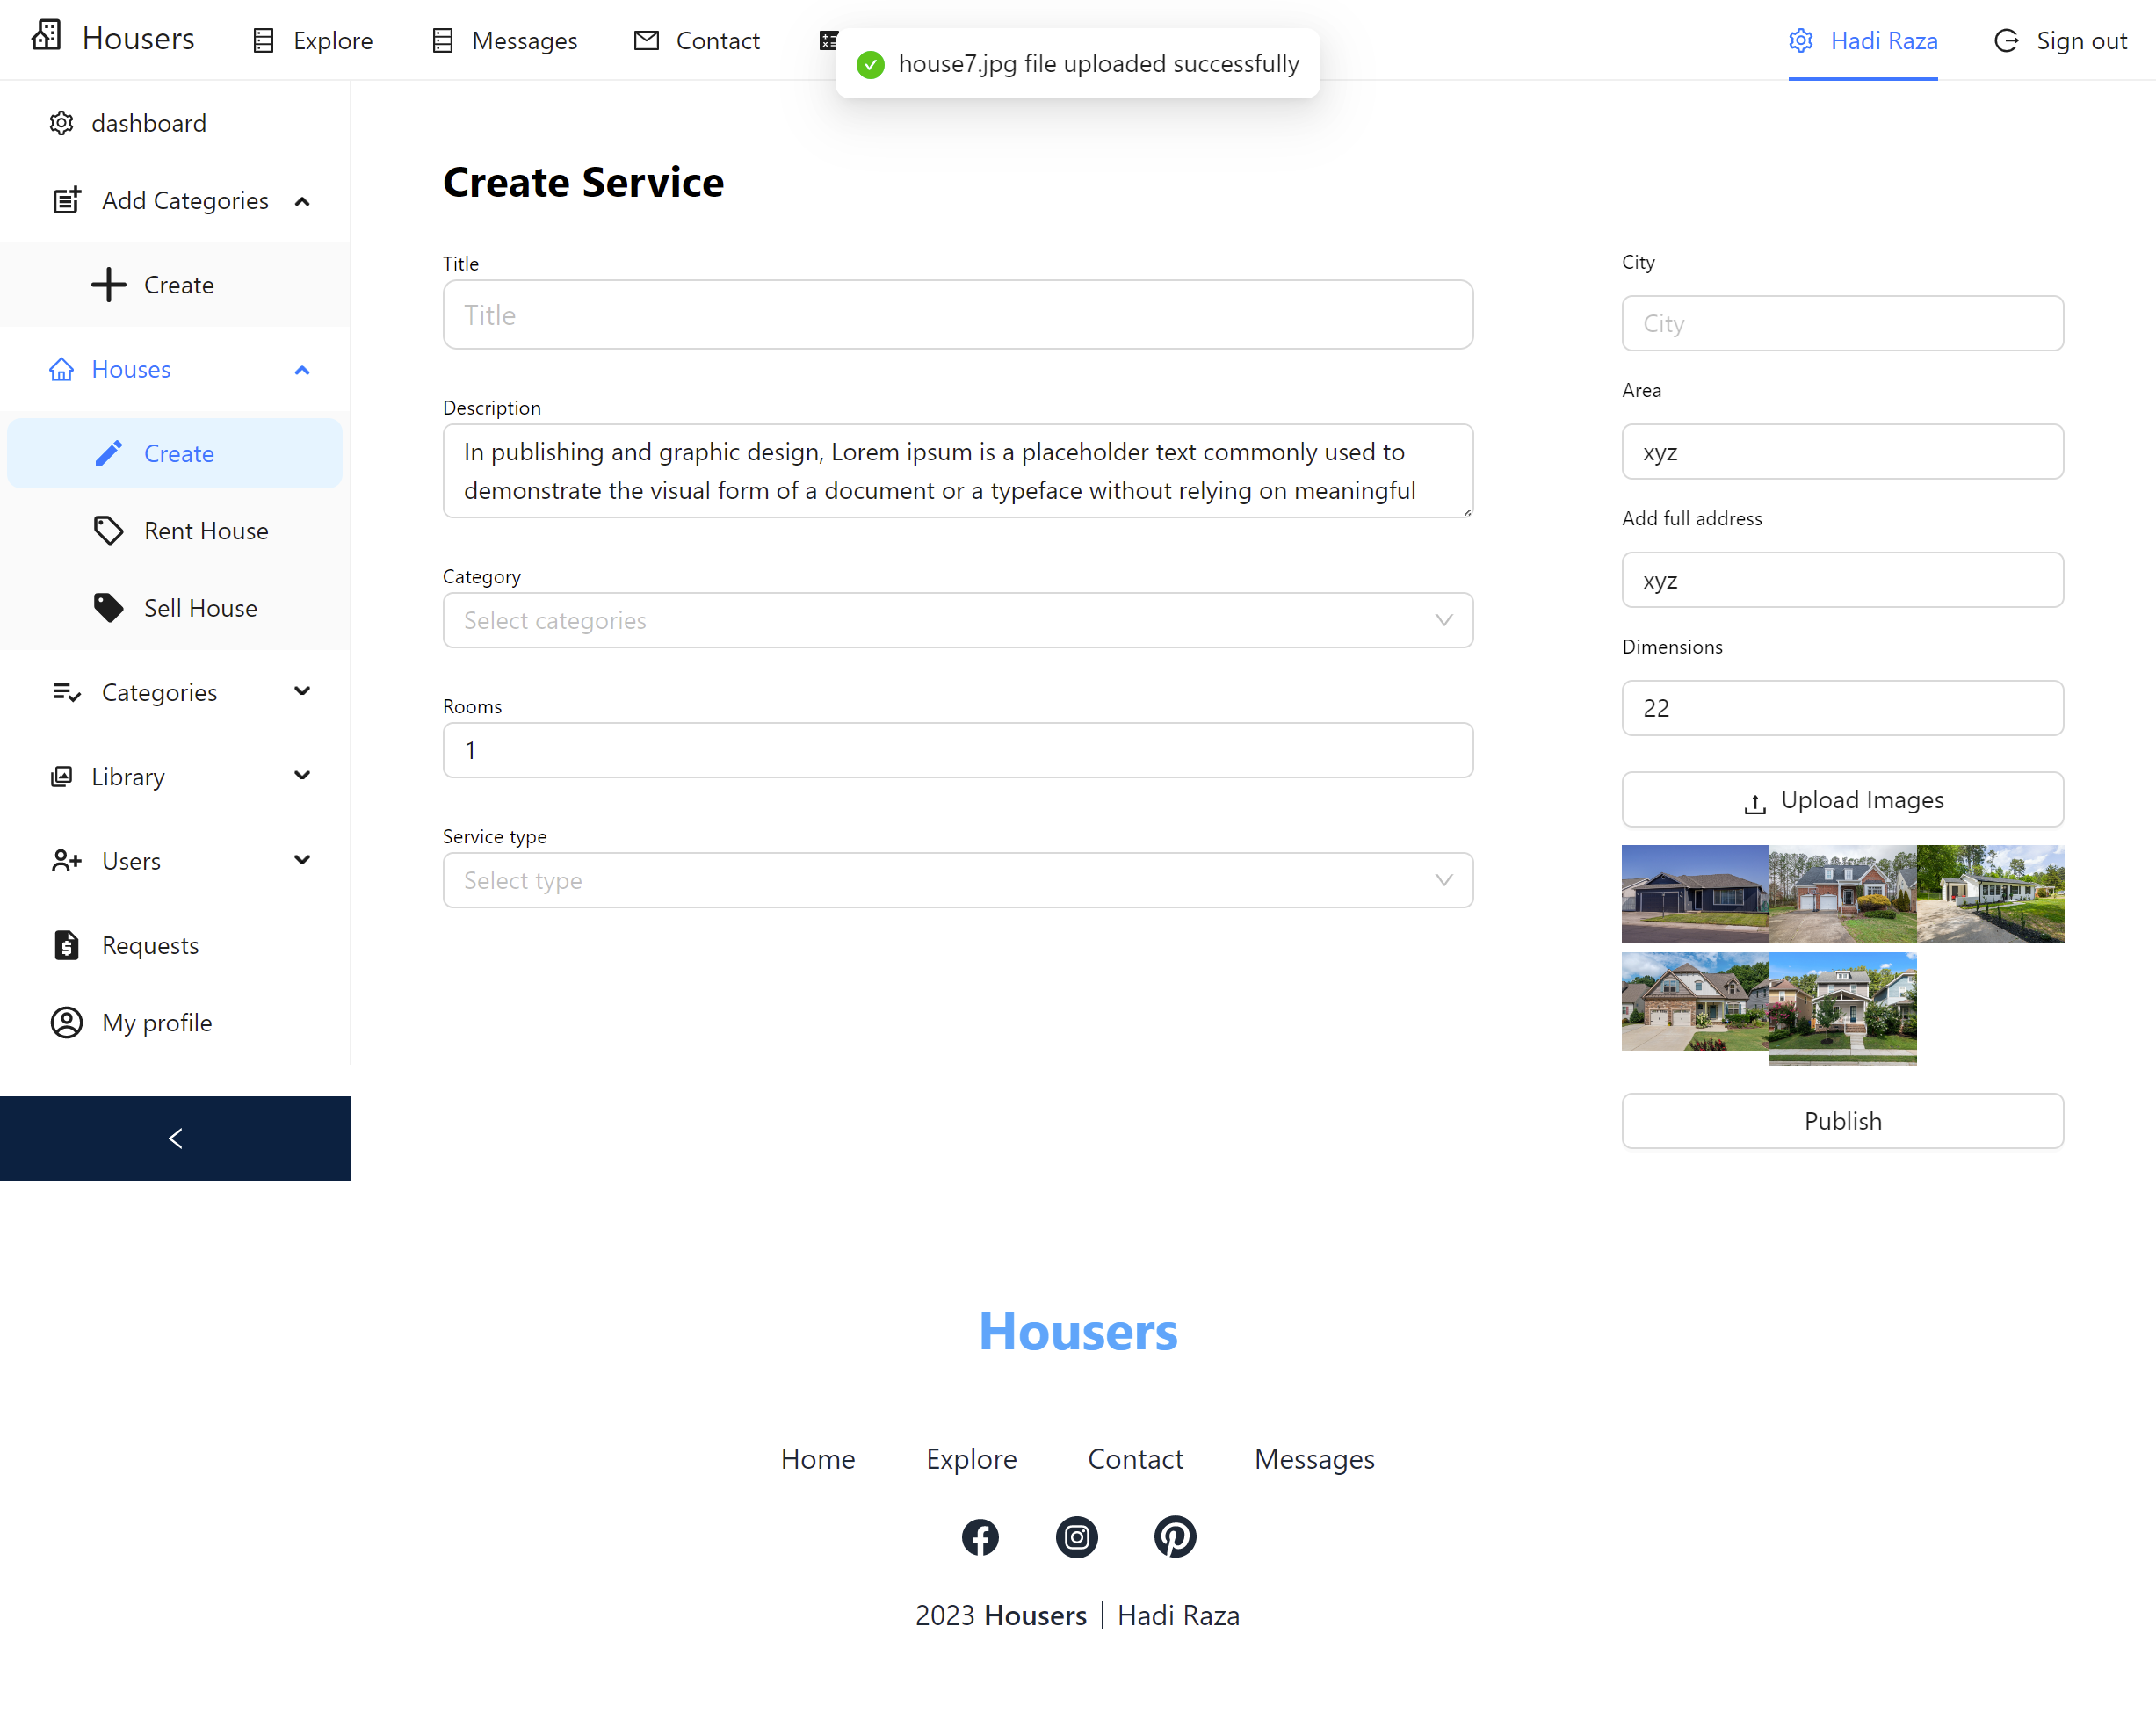 Housers
Explore
Messages
Contact
house7.jpg file uploaded successfully
Hadi Raza
Sign out
dashboard
Add Categories
Create
Houses
Create
Rent House
Sell House
Categories
Library
Users
Requests
My profile
Create Service
Title
Title
Description
In publishing and graphic design, Lorem ipsum is a placeholder text commonly used to
demonstrate the visual form of a document or a typeface without relying on meaningful
Category
Select categories
Rooms
1
Service type
Select type
City
City
Area
xyz
Add full address
xyz
Dimensions
22
Upload Images
Publish
Housers
Home
Explore
Contact
Messages
2023 Housers | Hadi Raza